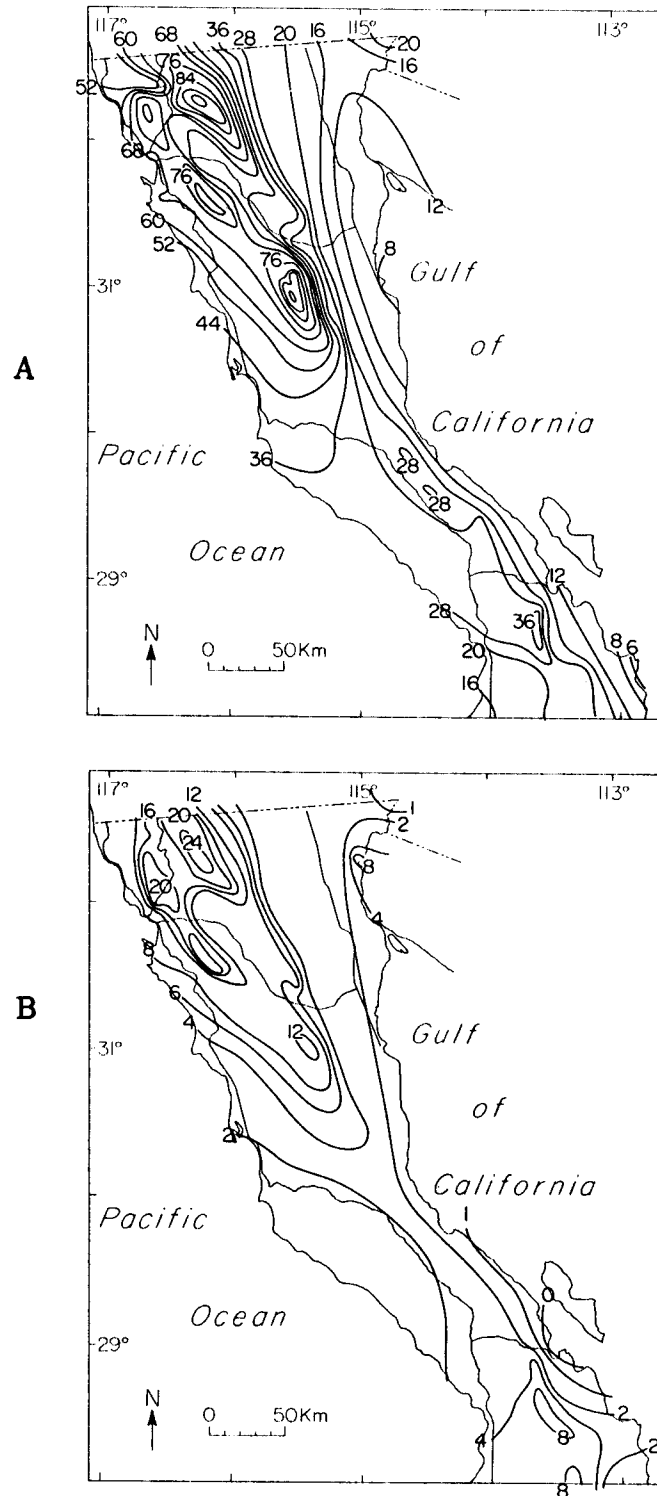 117°
115°
113°
60 68 36 28 20 16
20
76
16
84
52
68
12
76
60
8
Gulf
52
76
31°
44
of
A
California
Pacific
36
28
28
Ocean
29°
12
28
36
N
0 50Km
20
8 6
16
117°
115°
113°
16 20 12
1
2
24
8
20
4
8
6
Gulf
B
4
12
31°
of
2
California
1
Pacific
0
Ocean
29°
N
0 50Km
2
4
8
2
8